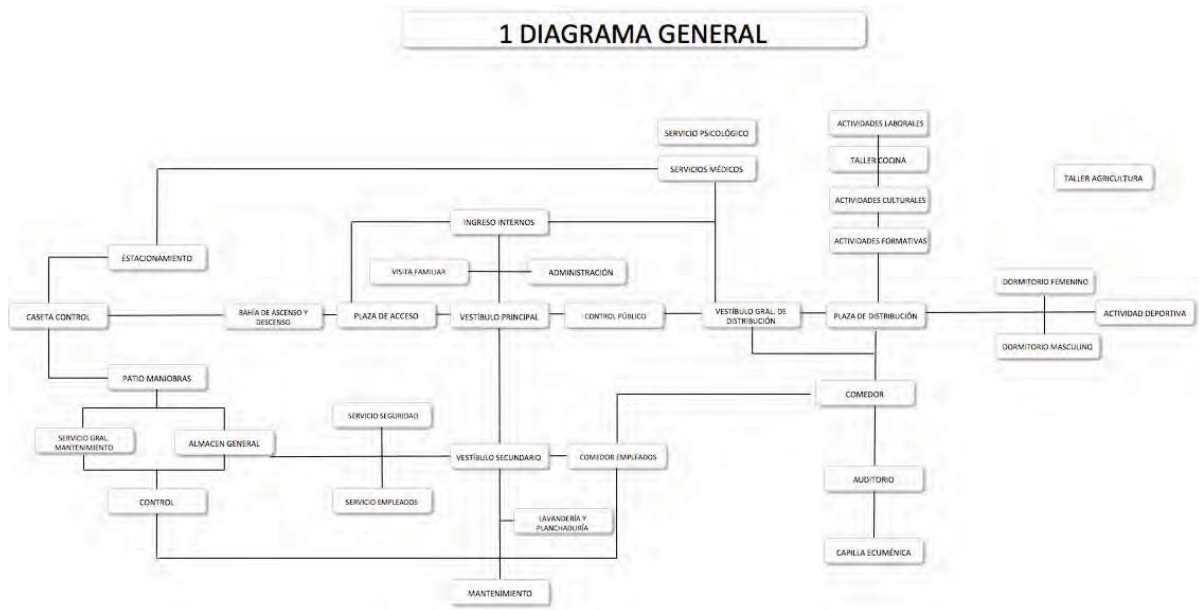 1 DIAGRAMA GENERAL
ACTIVIDADES LABORALES
SERVICIO PSICOLÓGICO
TALLER COCINA
SERVICIOS MÉDICOS
TALLER AGRICULTURA
ACTIVIDADES CULTURALES
INGRESO INTERNOS
ACTIVIDADES FORMATIVAS
ESTACIONAMIENTO
VISITA FAMILIAR
ADMINISTRACIÓN
DORMITORIO FEMENINO
CASETA CONTROL
BAHÍA DE ASCENSO Y
DESCENSO
PLAZA DE ACCESO
VESTÍBULO PRINCIPAL
CONTROL PÚBLICO
VESTÍBULO GRAL. DE
DISTRIBUCIÓN
PLAZA DE DISTRIBUCIÓN
ACTIVIDAD DEPORTIVA
DORMITORIO MASCULINO
PATIO MANIOBRAS
COMEDOR
SERVICIO SEGURIDAD
SERVICIO GRAL.
MANTENIMIENTO
ALMACEN GENERAL
VESTÍBULO SECUNDARIO
COMEDOR EMPLEADOS
AUDITORIO
CONTROL
SERVICIO EMPLEADOS
LAVANDERÍA Y
PLANCHADURÍA
CAPILLA ECUMÉNICA
MANTENIMIENTO